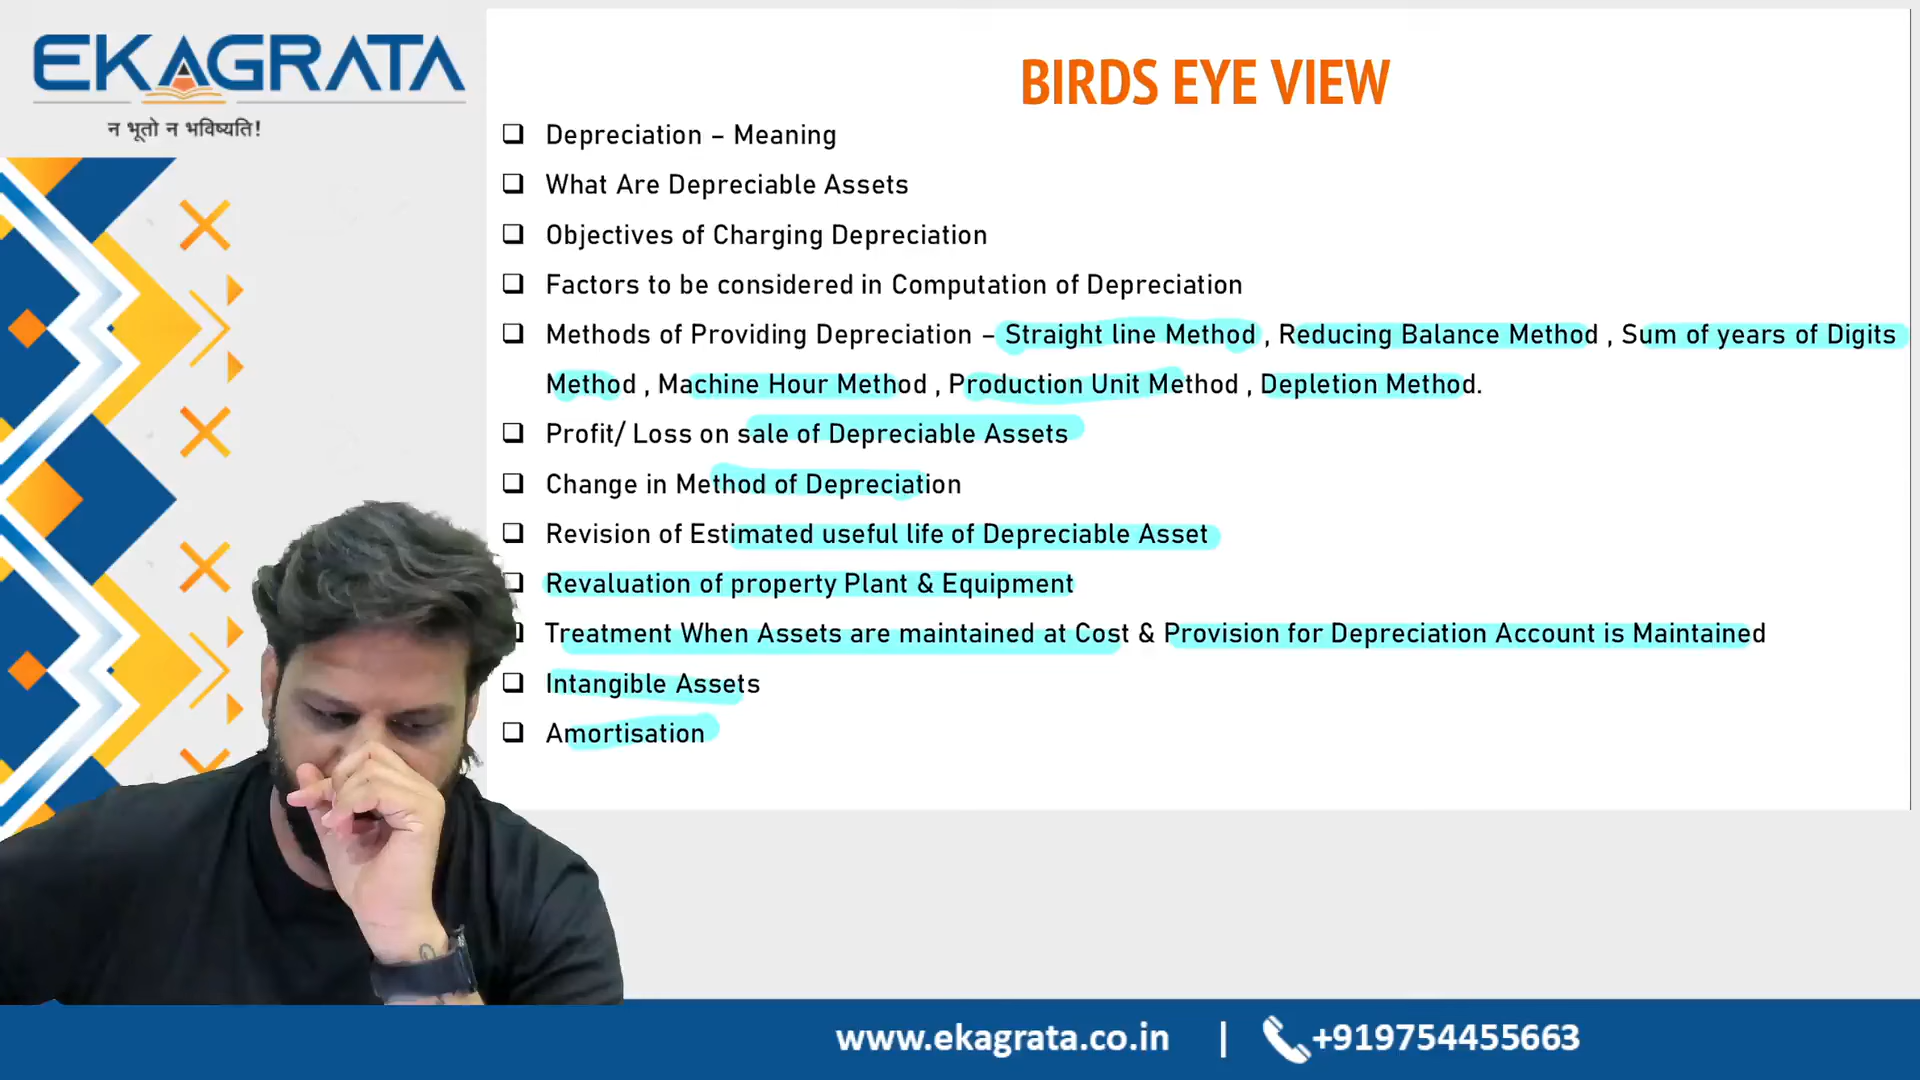 EKAGRATA
न भूतो न भविष्यति!
BIRDS EYE VIEW
Depreciation – Meaning
What Are Depreciable Assets
Objectives of Charging Depreciation
Factors to be considered in Computation of Depreciation
Methods of Providing Depreciation – Straight line Method , Reducing Balance Method , Sum of years of Digits
Method , Machine Hour Method , Production Unit Method , Depletion Method.
Profit/ Loss on sale of Depreciable Assets
Change in Method of Depreciation
Revision of Estimated useful life of Depreciable Asset
Revaluation of property Plant & Equipment
Treatment When Assets are maintained at Cost & Provision for Depreciation Account is Maintained
Intangible Assets
Amortisation
www.ekagrata.co.in | +919754455663